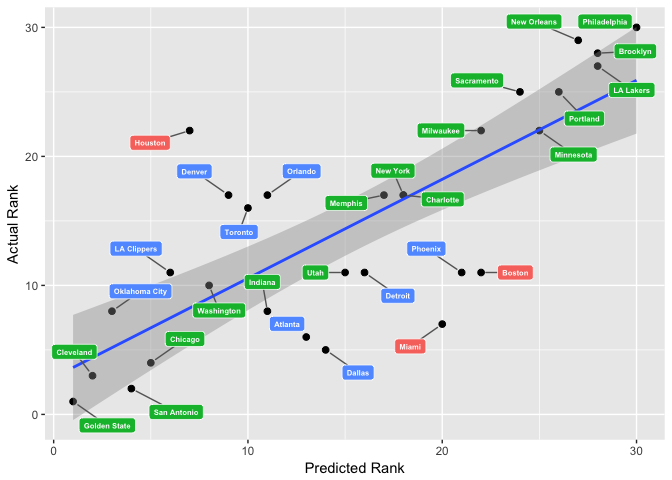 30
20
10
0
Actual Rank
New Orleans
Philadelphia
Brooklyn
Sacramento
LA Lakers
Portland
Milwaukee
Houston
Minnesota
Denver
Orlando
New York
Memphis
Charlotte
Toronto
LA Clippers
Phoenix
Utah
Boston
Indiana
Oklahoma City
Detroit
Washington
Atlanta
Chicago
Miami
Cleveland
Dallas
San Antonio
Golden State
0
10
20
30
Predicted Rank